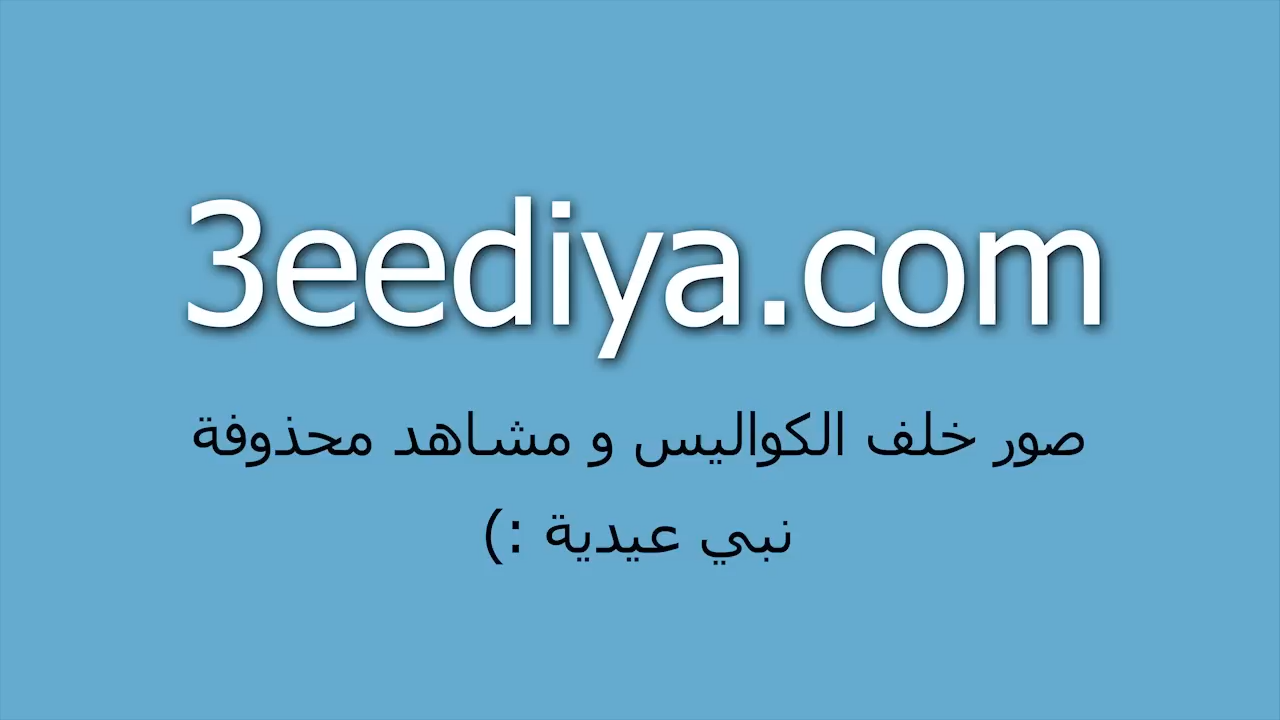 3eediya.com
صور خلف الكواليس و مشاهد محذوفة
نبي عيدية :)